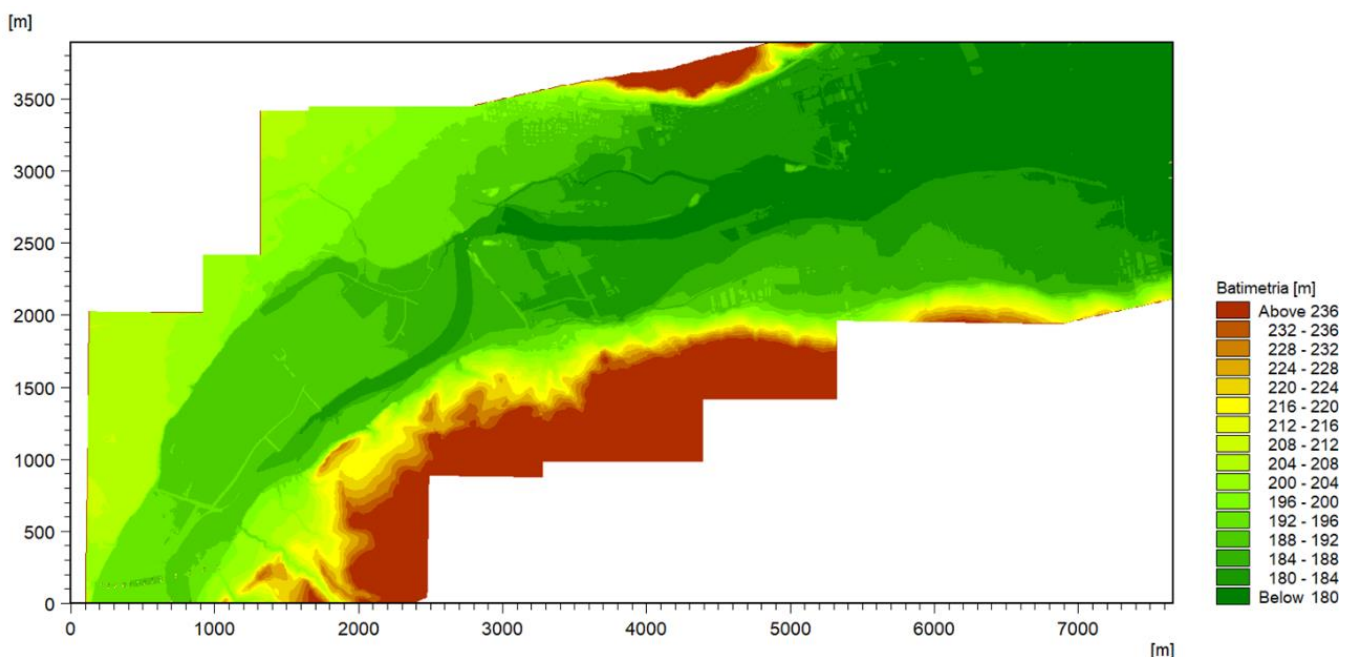 [m]
3500
3000
2500
2000
1500
1000
500
0
0 1000 2000 3000 4000 5000 6000 7000
[m]
Batimetria [m]
Above 236
232 - 236
228 - 232
224 - 228
220 - 224
216 - 220
212 - 216
208 - 212
204 - 208
200 - 204
196 - 200
192 - 196
188 - 192
184 - 188
180 - 184
Below 180